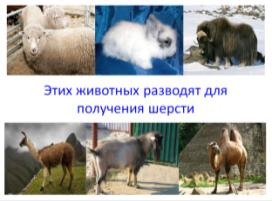 Этих животных разводят для
получения шерсти